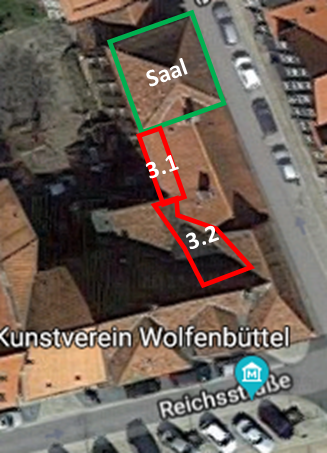 Saal
3.1
3.2
Kunstverein Wolfenbüttel
M
Reichsstraße